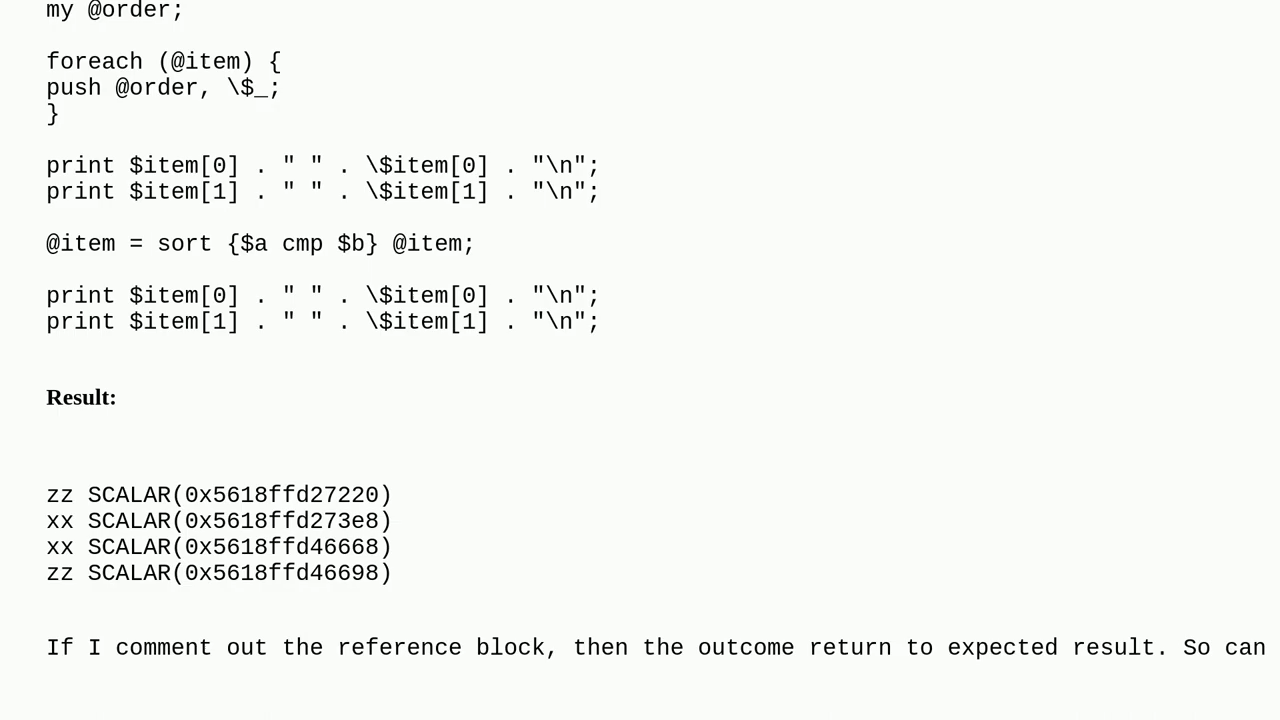 my @order;
foreach (@item) {
push @order, \$_;
}
print $item[0] . " " . \$item[0] . "\n";
print $item[1] . " " . \$item[1] . "\n";
@item = sort {$a cmp $b} @item;
print $item[0] . " " . \$item[0] . "\n";
print $item[1] . " " . \$item[1] . "\n";
Result:
zz SCALAR(0x5618ffd27220)
xx SCALAR(0x5618ffd273e8)
xx SCALAR(0x5618ffd46668)
zz SCALAR(0x5618ffd46698)
If I comment out the reference block, then the outcome return to expected result. So can